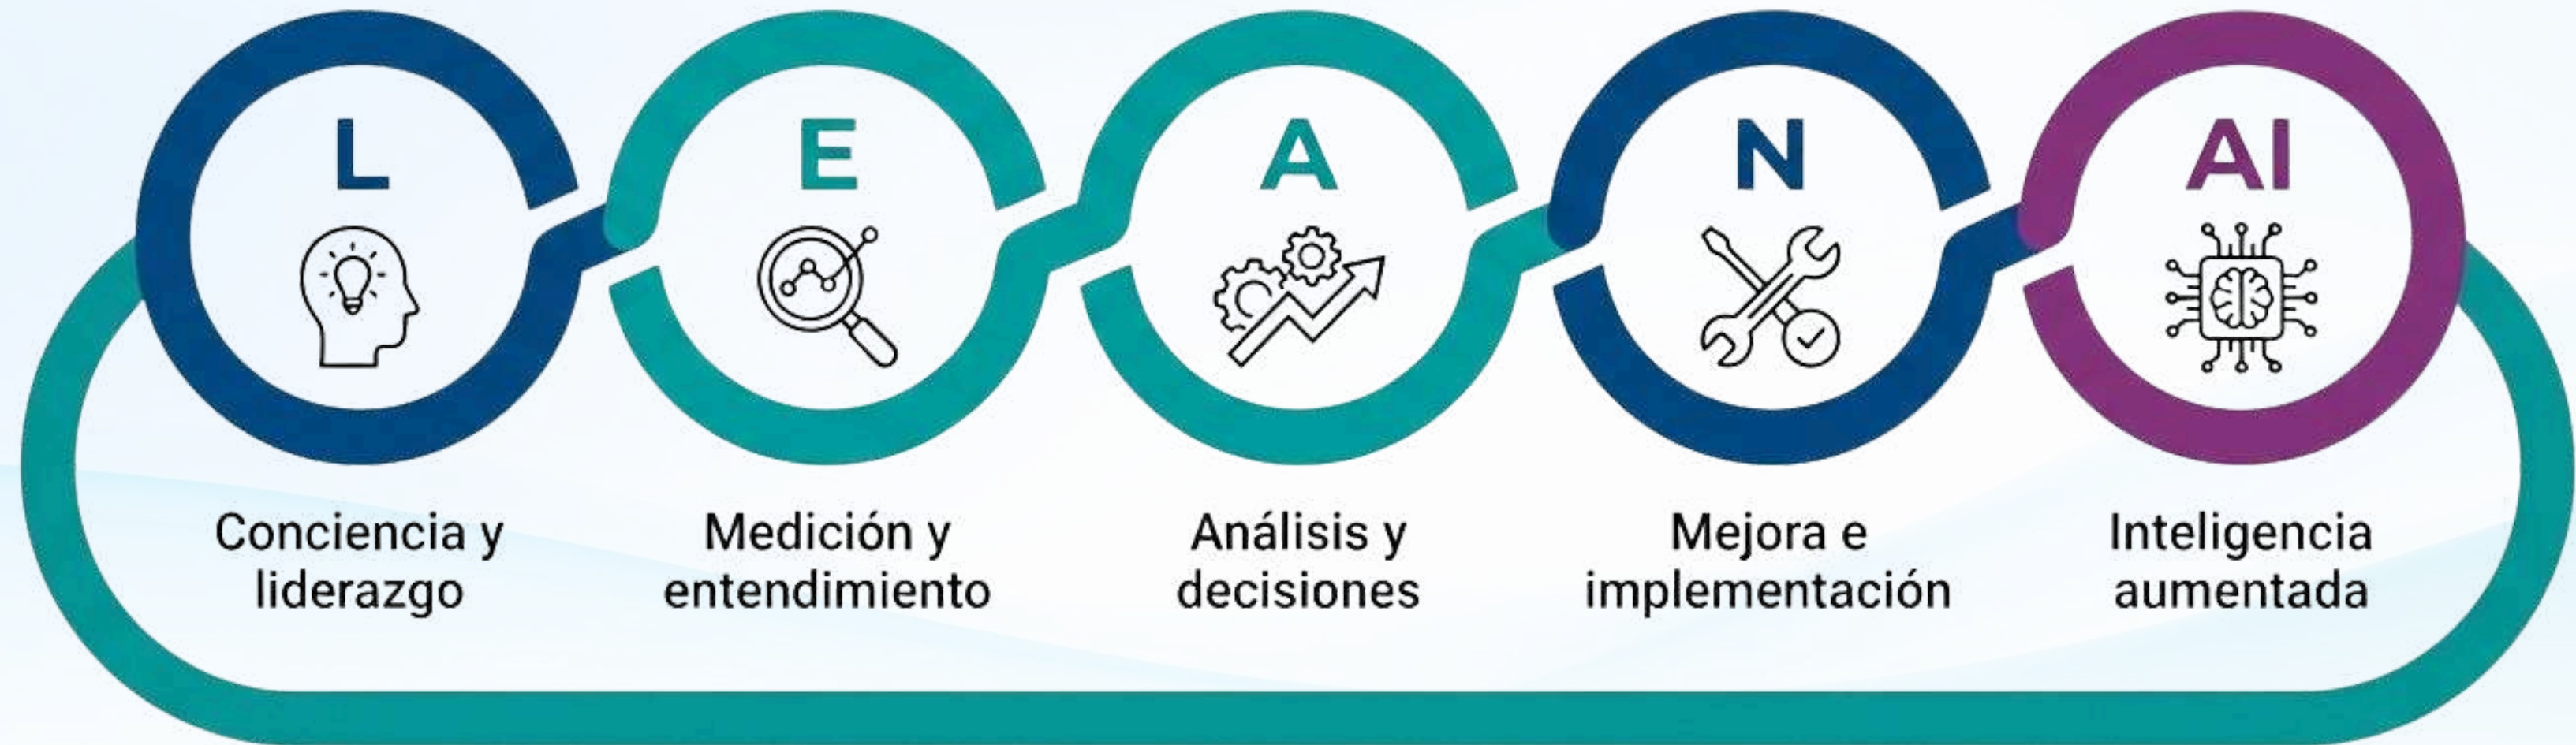 L
E
A
N
AI
Conciencia y
liderazgo
Medición y
entendimiento
Análisis y
decisiones
Mejora e
implementación
Inteligencia
aumentada